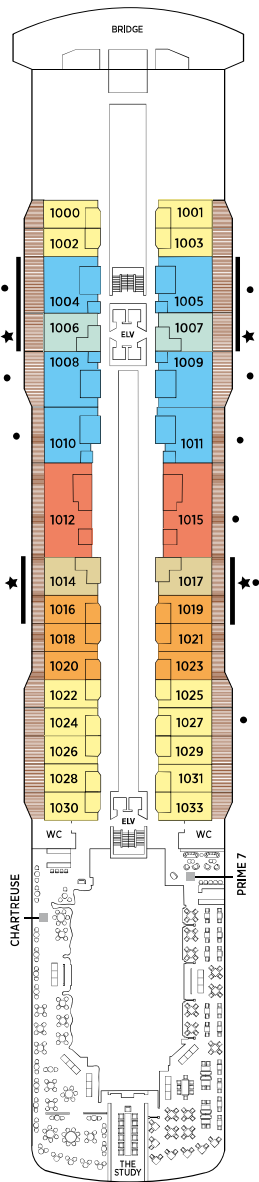 BRIDGE
1000 1001
1002 1003
1004 1005
1006 1007
ELV
1008 1009
1010 1011
1012 1015
1014 1017
1016 1019
1018 1021
1020 1023
1022 1025
1024 1027
1026 1029
1028 1031
1030 1033
ELV
WC WC
CHARTREUSE
PRIME 7
THE
STUDY